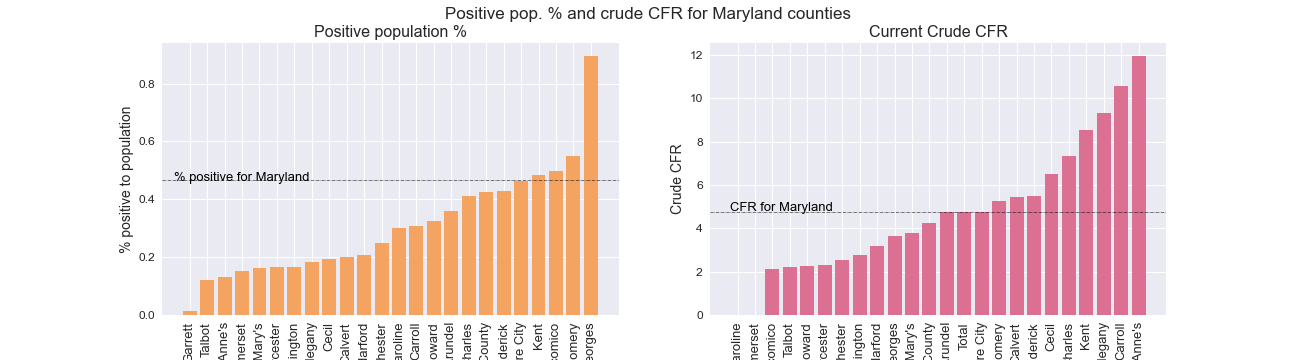 Positive pop. % and crude CFR for Maryland counties
Positive population %
% positive to population
0.8
0.6
0.4
0.2
0.0
% positive for Maryland
Garrett
Talbot
Anne's
merset
Mary's
cester
ington
legany
Cecil
Calvert
Harford
hester
aroline
Carroll
oward
rundel
harles
County
derick
re City
Kent
comico
omery
eorges
Current Crude CFR
Crude CFR
12
10
8
6
4
2
0
CFR for Maryland
aroline
merset
comico
Talbot
oward
cester
hester
ington
Harford
eorges
Mary's
County
rundel
Total
re City
omery
Calvert
derick
Cecil
harles
Kent
legany
Carroll
Anne's